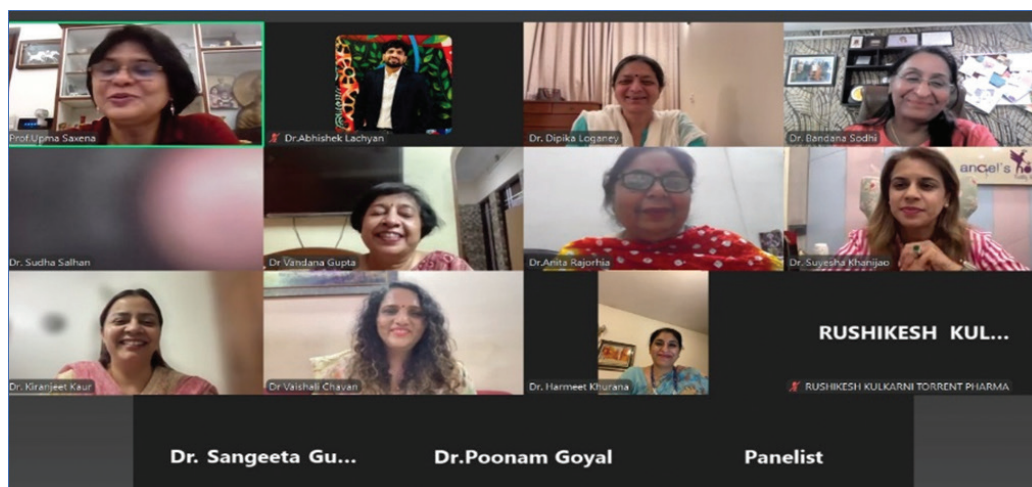 Prof.Upma Saxena
Dr.Abhishek Lachyan
Dr. Dipika Loganey
Dr. Bandana Sodhi
angel's
Dr. Sudha Salhan
Dr Vandana Gupta
Dr.Anita Rajorhia
Dr. Suyesha Khanijao
Dr. Kiranjeet Kaur
Dr Vaishali Chavan
Dr. Harmeet Khurana
RUSHIKESH KUL...
RUSHIKESH KULKARNI TORRENT PHARMA
Dr. Sangeeta Gu...
Dr.Poonam Goyal
Panelist